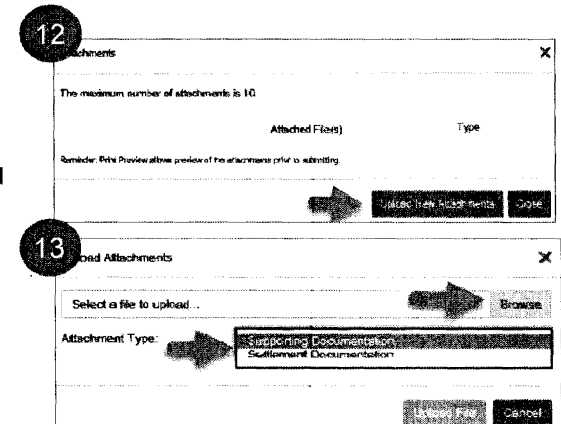 12
Attachments
X
The maximum number of attachments is 10.
Attached File(s) Type
Reminder: Print Preview allows preview of the attachments prior to submitting.
Upload New Attachments Close
13
Upload Attachments
X
Select a file to upload... Browse
Attachment Type:
Supporting Documentation
Settlement Documentation
Upload File Cancel